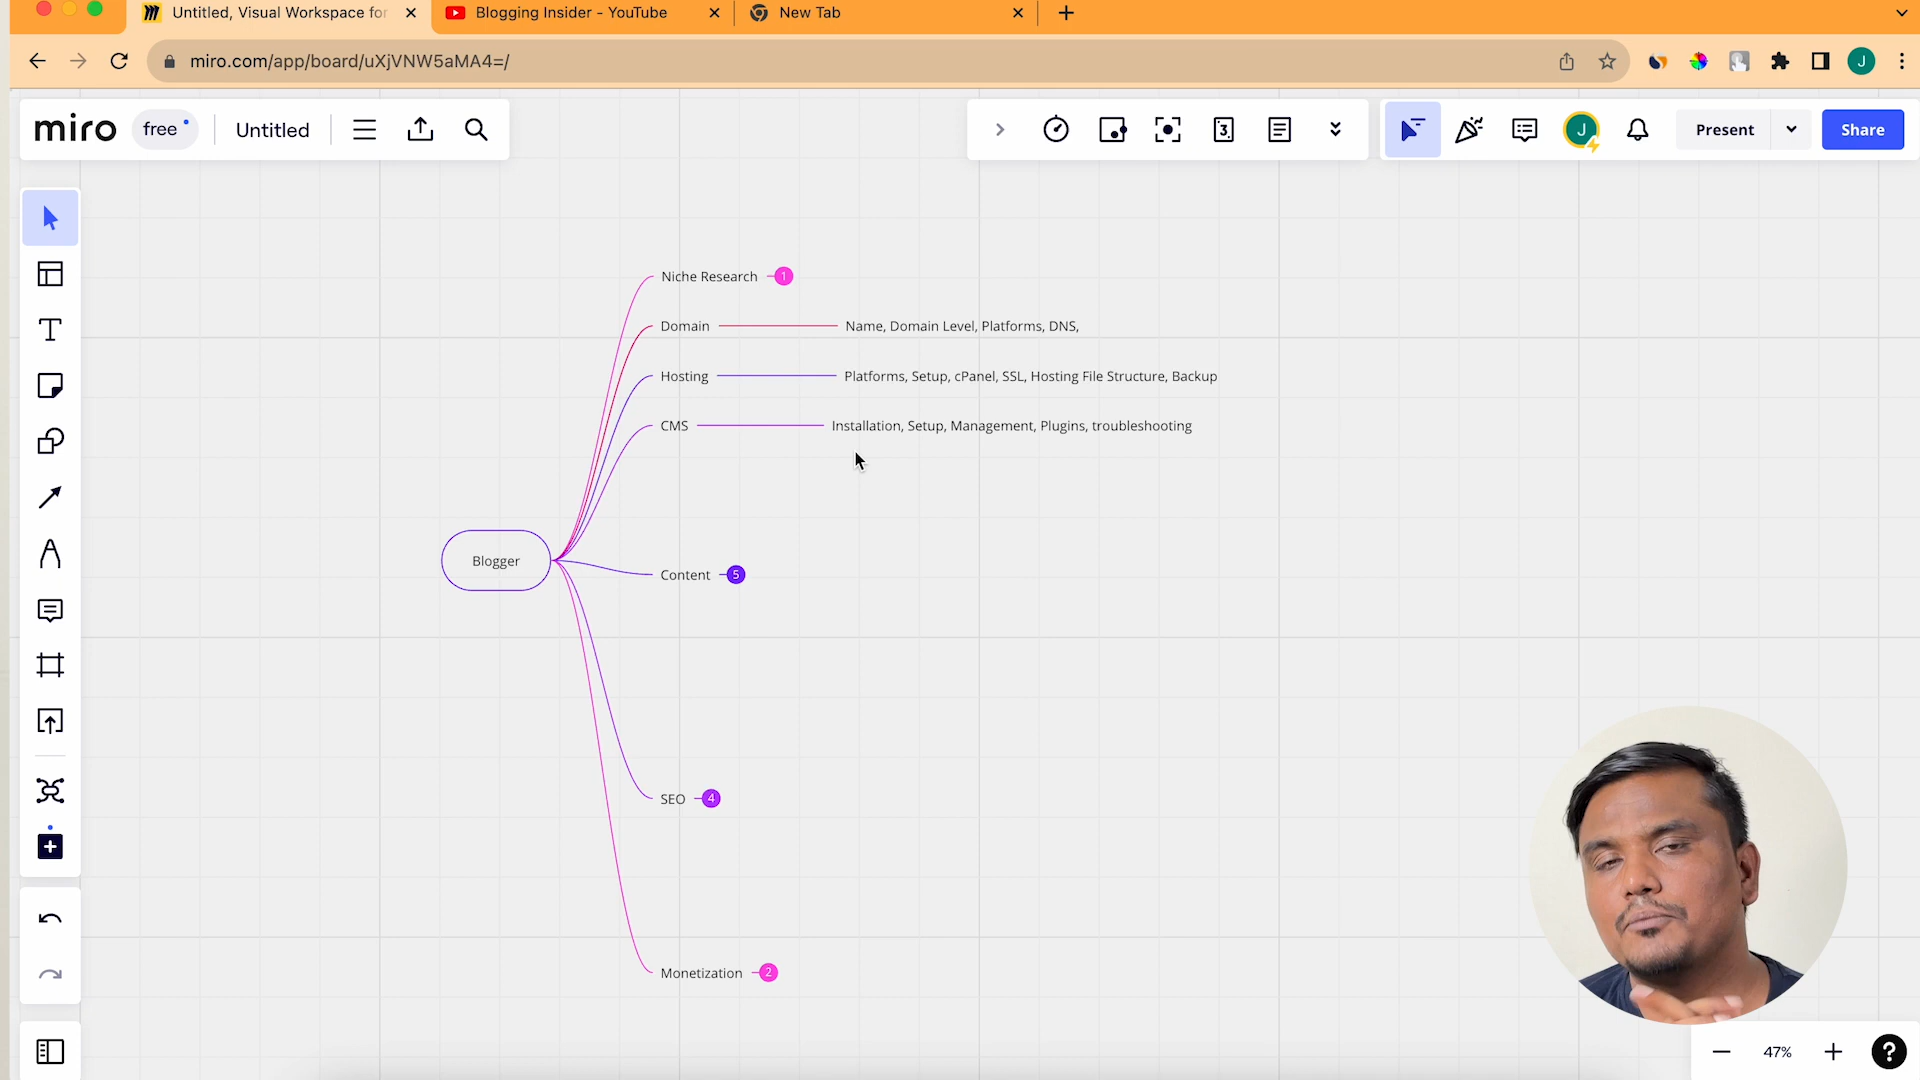 Untitled, Visual Workspace for
Blogging Insider - YouTube
New Tab
miro.com/app/board/uXjVNW5aMA4=/
J
miro
free
Untitled
3
J
Present
Share
Niche Research 1
Domain
Name, Domain Level, Platforms, DNS,
Hosting
Platforms, Setup, cPanel, SSL, Hosting File Structure, Backup
CMS
Installation, Setup, Management, Plugins, troubleshooting
Blogger
Content 5
SEO 4
Monetization 2
47%
?